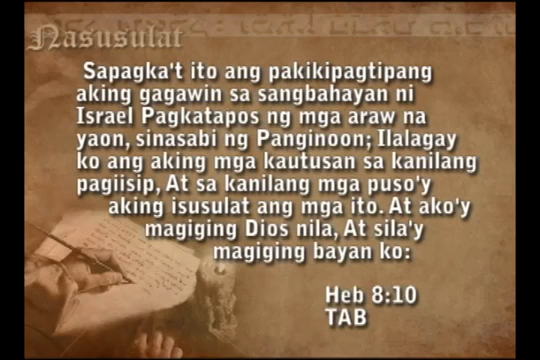 Nasusulat
Sapagka't ito ang pakikipagtipang
aking gagawin sa sangbahayan ni
Israel Pagkatapos ng mga araw na
yaon, sinasabi ng Panginoon; Ilalagay
ko ang aking mga kautusan sa kanilang
pagiisip, At sa kanilang mga puso'y
aking isusulat ang mga ito. At ako'y
magiging Dios nila, At sila'y
magiging bayan ko:
Heb 8:10
TAB